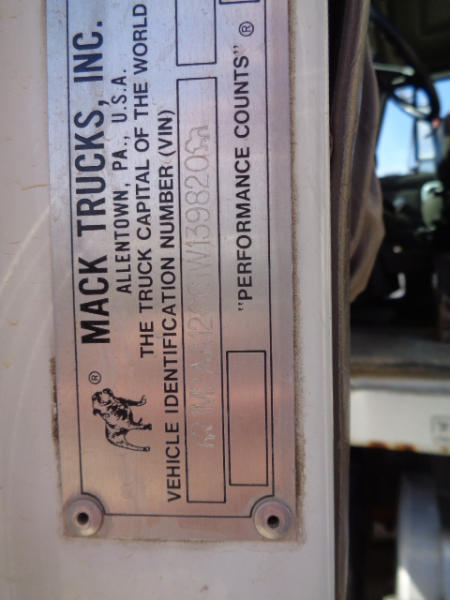 ® MACK TRUCKS, INC.
ALLENTOWN, PA., U.S.A.
THE TRUCK CAPITAL OF THE WORLD
VEHICLE IDENTIFICATION NUMBER (VIN)
"PERFORMANCE COUNTS" ®